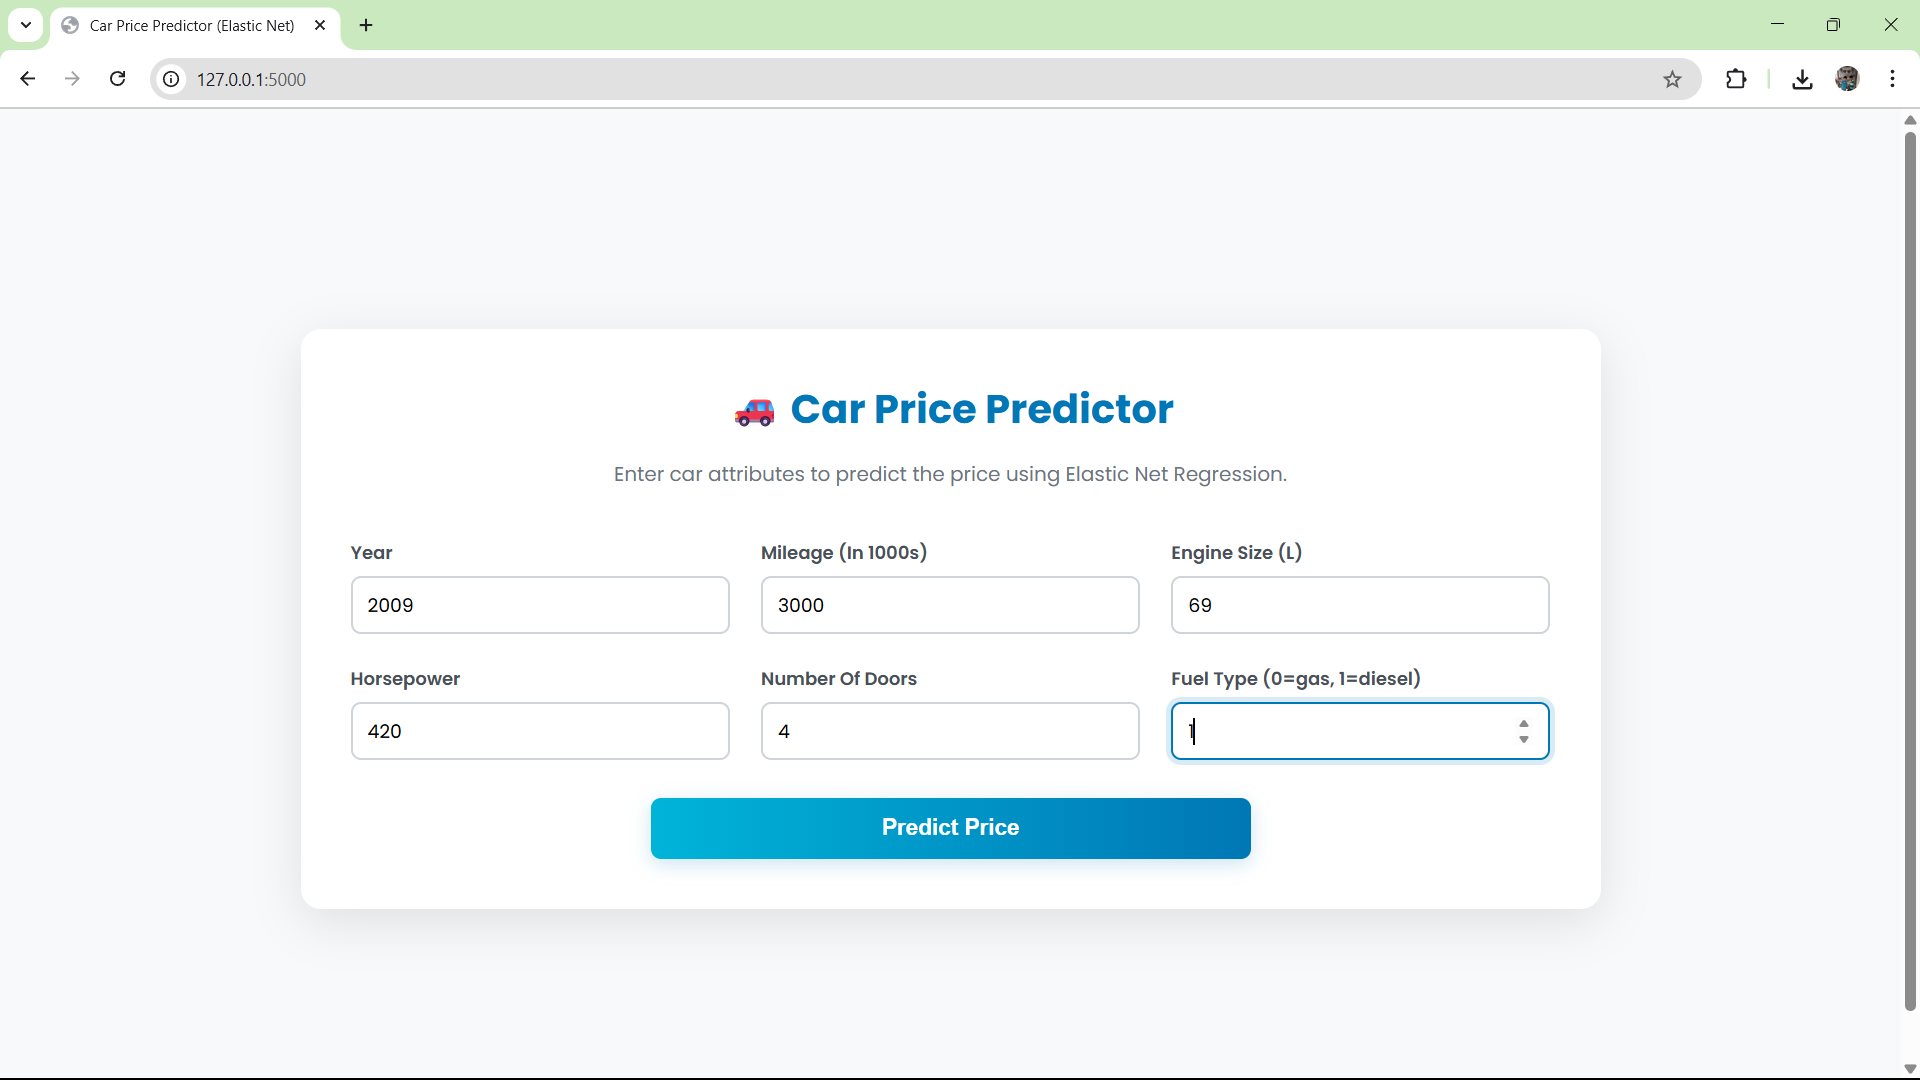 Car Price Predictor (Elastic Net)
127.0.0.1:5000
Car Price Predictor
Enter car attributes to predict the price using Elastic Net Regression.
Year
Mileage (In 1000s)
Engine Size (L)
2009
3000
69
Horsepower
Number Of Doors
Fuel Type (0=gas, 1=diesel)
420
4
1
Predict Price